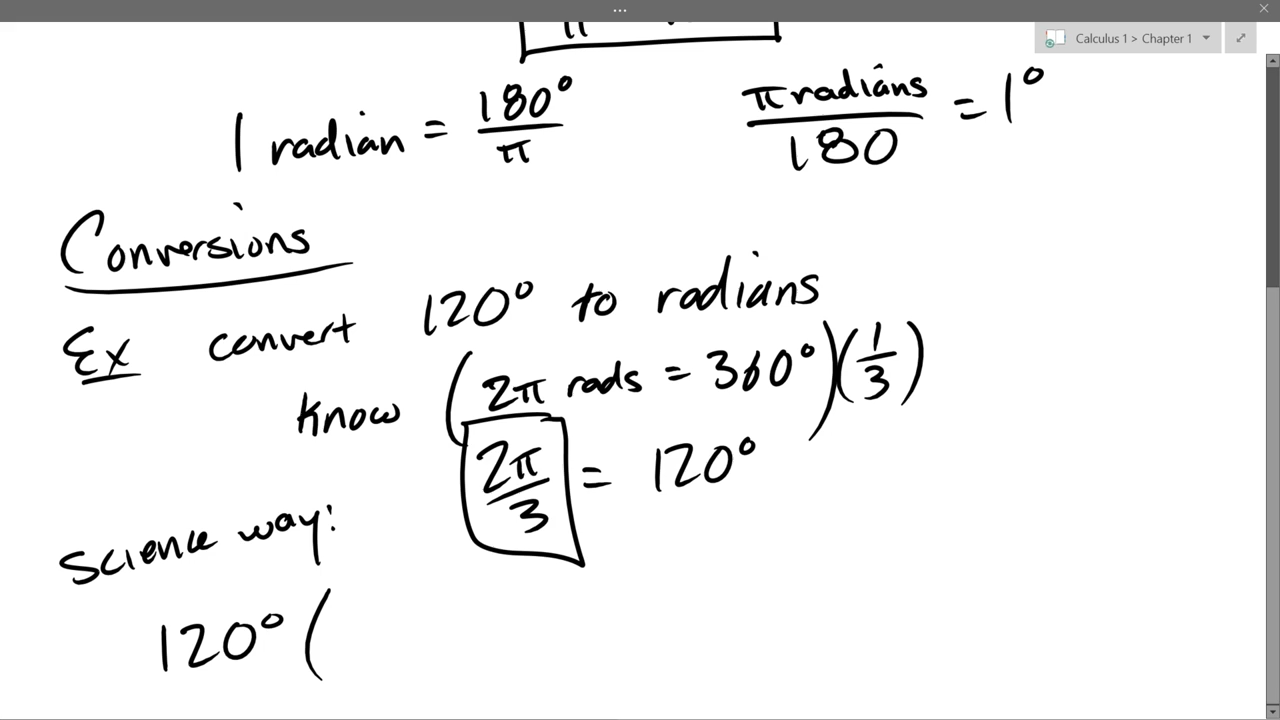 Calculus 1 > Chapter 1
1 radian = 180°/π
π radians/180 = 1°
Conversions
Ex convert 120° to radians
know (2π rads = 360°)(1/3)
2π/3 = 120°
Science way:
120° (